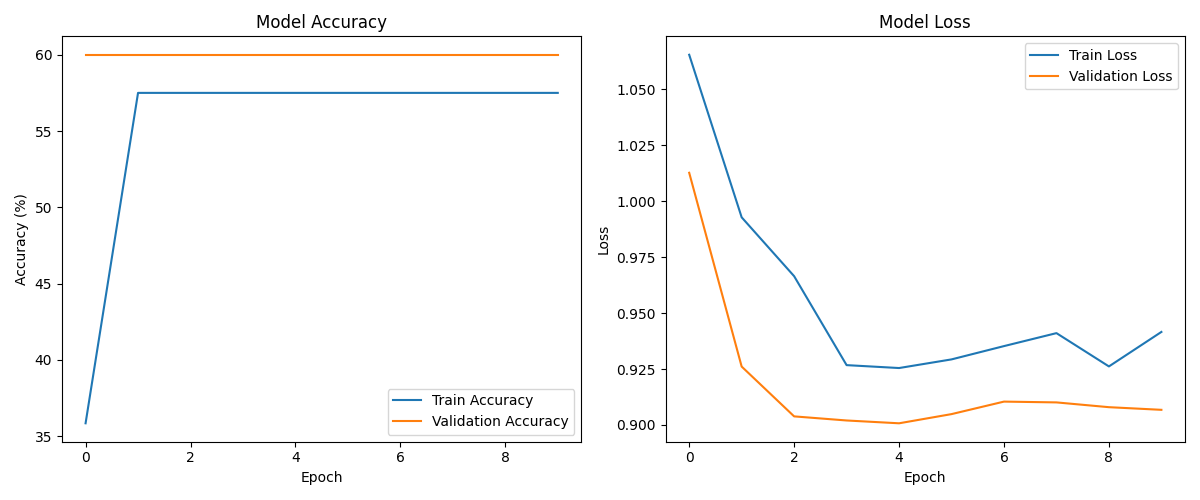 Model Accuracy
60
55
50
45
40
35
Accuracy (%)
0
2
4
6
8
Epoch
Train Accuracy
Validation Accuracy
Model Loss
1.050
1.025
1.000
0.975
0.950
0.925
0.900
Loss
0
2
4
6
8
Epoch
Train Loss
Validation Loss